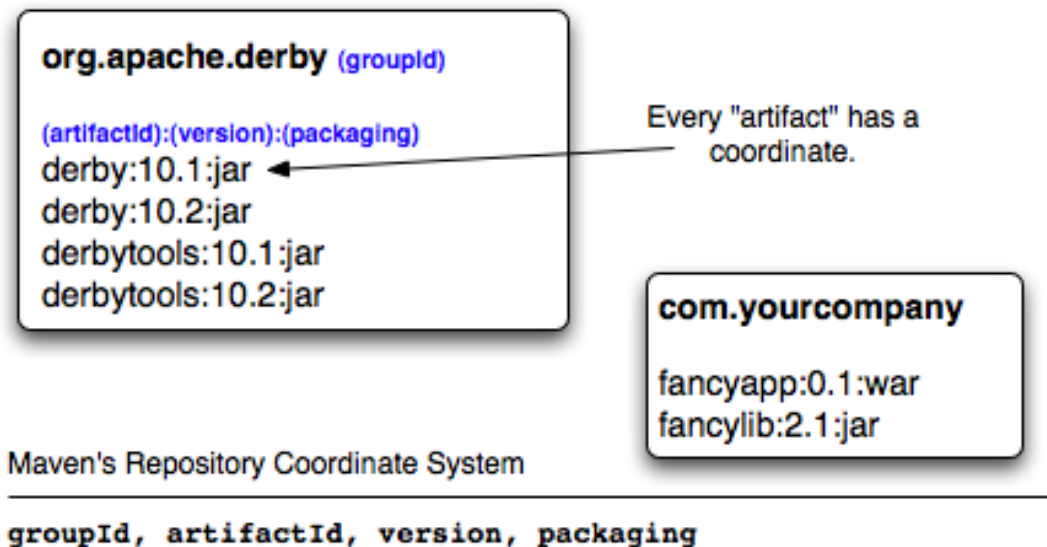 org.apache.derby (groupId)
(artifactId):(version):(packaging)
derby:10.1:jar
derby:10.2:jar
derbytools:10.1:jar
derbytools:10.2:jar
Every "artifact" has a
coordinate.
com.yourcompany
fancyapp:0.1:war
fancylib:2.1:jar
Maven's Repository Coordinate System
groupId, artifactId, version, packaging